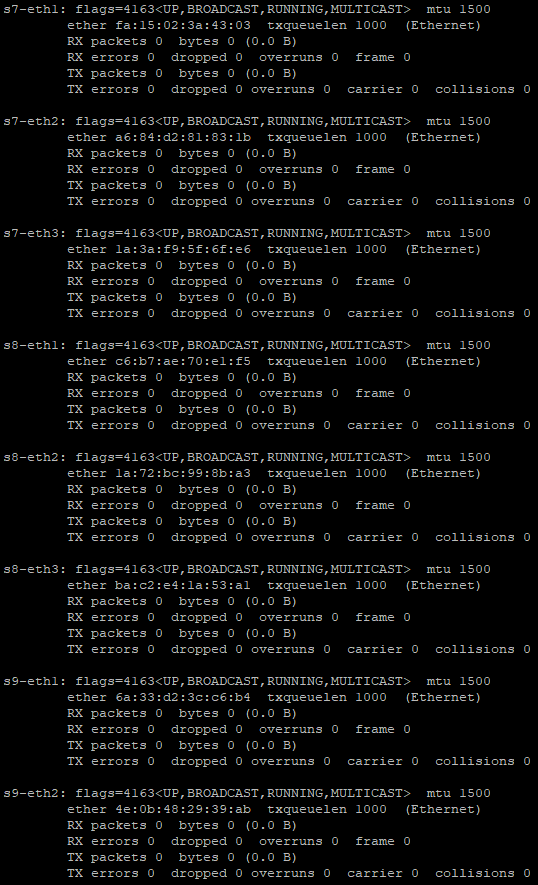 s7-eth1: flags=4163<UP,BROADCAST,RUNNING,MULTICAST>  mtu 1500
        ether fa:15:02:3a:43:03  txqueuelen 1000  (Ethernet)
        RX packets 0  bytes 0 (0.0 B)
        RX errors 0  dropped 0  overruns 0  frame 0
        TX packets 0  bytes 0 (0.0 B)
        TX errors 0  dropped 0 overruns 0  carrier 0  collisions 0

s7-eth2: flags=4163<UP,BROADCAST,RUNNING,MULTICAST>  mtu 1500
        ether a6:84:d2:81:83:1b  txqueuelen 1000  (Ethernet)
        RX packets 0  bytes 0 (0.0 B)
        RX errors 0  dropped 0  overruns 0  frame 0
        TX packets 0  bytes 0 (0.0 B)
        TX errors 0  dropped 0 overruns 0  carrier 0  collisions 0

s7-eth3: flags=4163<UP,BROADCAST,RUNNING,MULTICAST>  mtu 1500
        ether 1a:3a:f9:5f:6f:e6  txqueuelen 1000  (Ethernet)
        RX packets 0  bytes 0 (0.0 B)
        RX errors 0  dropped 0  overruns 0  frame 0
        TX packets 0  bytes 0 (0.0 B)
        TX errors 0  dropped 0 overruns 0  carrier 0  collisions 0

s8-eth1: flags=4163<UP,BROADCAST,RUNNING,MULTICAST>  mtu 1500
        ether c6:b7:ae:70:e1:f5  txqueuelen 1000  (Ethernet)
        RX packets 0  bytes 0 (0.0 B)
        RX errors 0  dropped 0  overruns 0  frame 0
        TX packets 0  bytes 0 (0.0 B)
        TX errors 0  dropped 0 overruns 0  carrier 0  collisions 0

s8-eth2: flags=4163<UP,BROADCAST,RUNNING,MULTICAST>  mtu 1500
        ether 1a:72:bc:99:8b:a3  txqueuelen 1000  (Ethernet)
        RX packets 0  bytes 0 (0.0 B)
        RX errors 0  dropped 0  overruns 0  frame 0
        TX packets 0  bytes 0 (0.0 B)
        TX errors 0  dropped 0 overruns 0  carrier 0  collisions 0

s8-eth3: flags=4163<UP,BROADCAST,RUNNING,MULTICAST>  mtu 1500
        ether ba:c2:e4:1a:53:a1  txqueuelen 1000  (Ethernet)
        RX packets 0  bytes 0 (0.0 B)
        RX errors 0  dropped 0  overruns 0  frame 0
        TX packets 0  bytes 0 (0.0 B)
        TX errors 0  dropped 0 overruns 0  carrier 0  collisions 0

s9-eth1: flags=4163<UP,BROADCAST,RUNNING,MULTICAST>  mtu 1500
        ether 6a:33:d2:3c:c6:b4  txqueuelen 1000  (Ethernet)
        RX packets 0  bytes 0 (0.0 B)
        RX errors 0  dropped 0  overruns 0  frame 0
        TX packets 0  bytes 0 (0.0 B)
        TX errors 0  dropped 0 overruns 0  carrier 0  collisions 0

s9-eth2: flags=4163<UP,BROADCAST,RUNNING,MULTICAST>  mtu 1500
        ether 4e:0b:48:29:39:ab  txqueuelen 1000  (Ethernet)
        RX packets 0  bytes 0 (0.0 B)
        RX errors 0  dropped 0  overruns 0  frame 0
        TX packets 0  bytes 0 (0.0 B)
        TX errors 0  dropped 0 overruns 0  carrier 0  collisions 0